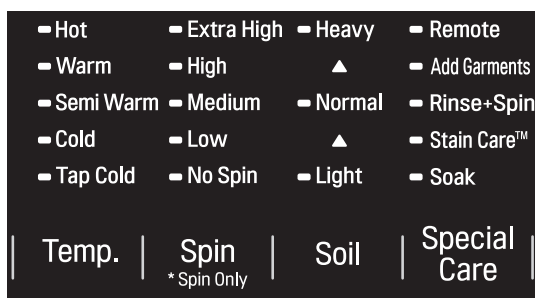 Hot Extra High Heavy Remote
Warm High ▲ Add Garments
Semi Warm Medium Normal Rinse+Spin
Cold Low ▲ Stain Care™
Tap Cold No Spin Light Soak
Temp. Spin Soil Special Care
* Spin Only